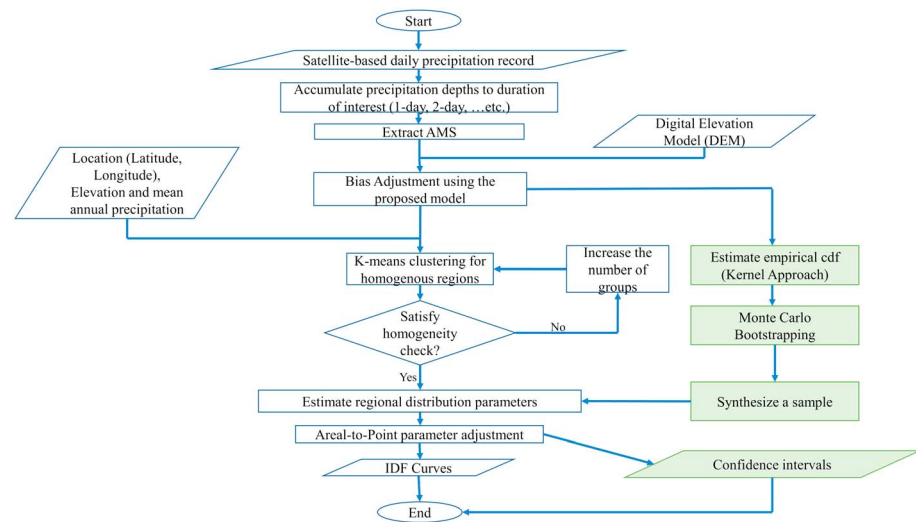 Start
Satellite-based daily precipitation record
Accumulate precipitation depths to duration
of interest (1-day, 2-day, …etc.)
Extract AMS
Digital Elevation
Model (DEM)
Location (Latitude,
Longitude),
Elevation and mean
annual precipitation
Bias Adjustment using the
proposed model
K-means clustering for
homogenous regions
Increase the
number of
groups
Estimate empirical cdf
(Kernel Approach)
Monte Carlo
Bootstrapping
Satisfy
homogeneity
check?
No
Yes
Estimate regional distribution parameters
Synthesize a sample
Areal-to-Point parameter adjustment
IDF Curves
Confidence intervals
End